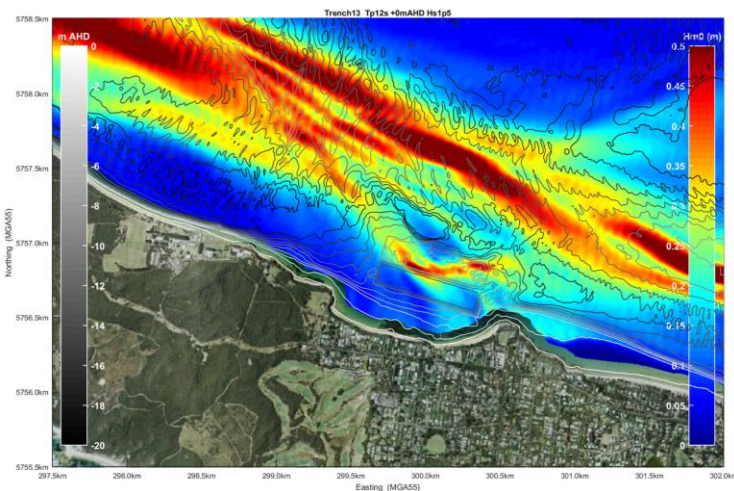 Trench13 Tp12s +0mAHD Hs1p5
5758.5km
m AHD
Hm0 (m)
0
0.5
-2
0.45
5758.0km
-4
0.4
5757.5km
-6
0.35
-8
0.3
Northing (MGA55)
5757.0km
-10
0.25
-12
0.2
5756.5km
-14
0.15
5756.0km
-16
0.1
-18
0.05
5755.5km
-20
0
297.5km 298.0km 298.5km 299.0km 299.5km 300.0km 300.5km 301.0km 301.5km 302.0km
Easting (MGA55)